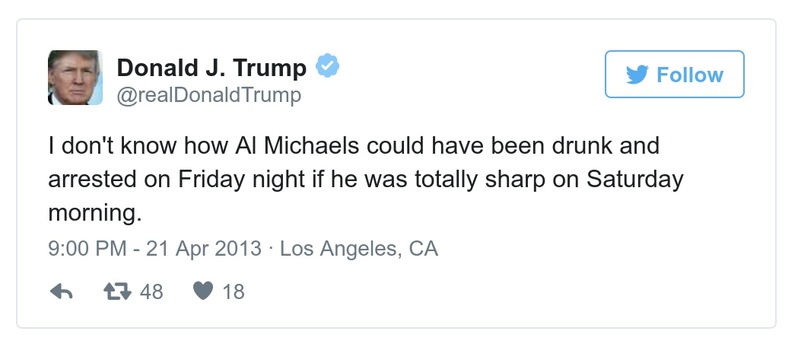 Donald J. Trump
@realDonaldTrump
Follow
I don't know how Al Michaels could have been drunk and
arrested on Friday night if he was totally sharp on Saturday
morning.
9:00 PM - 21 Apr 2013 · Los Angeles, CA
48 18